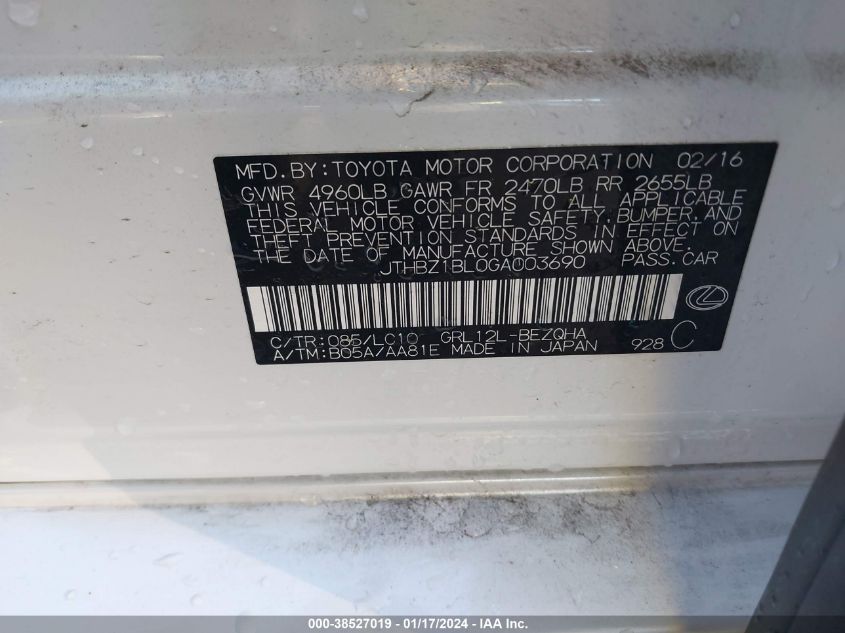 MFD.BY:TOYOTA MOTOR CORPORATION 02/16
GVWR 4960LB GAWR FR 2470LB RR 2655LB
THIS VEHICLE CONFORMS TO ALL APPLICABLE
FEDERAL MOTOR VEHICLE SAFETY,BUMPER,AND
THEFT PREVENTION STANDARDS IN EFFECT ON
THE DATE OF MANUFACTURE SHOWN ABOVE.
JTHBZ1BL0GA003690 PASS.CAR
C/TR:085/LC10 GRL12L-BEZQHA
A/TM:B05A/AA81E MADE IN JAPAN 928 C
000-38527019 - 01/17/2024 - IAA Inc.